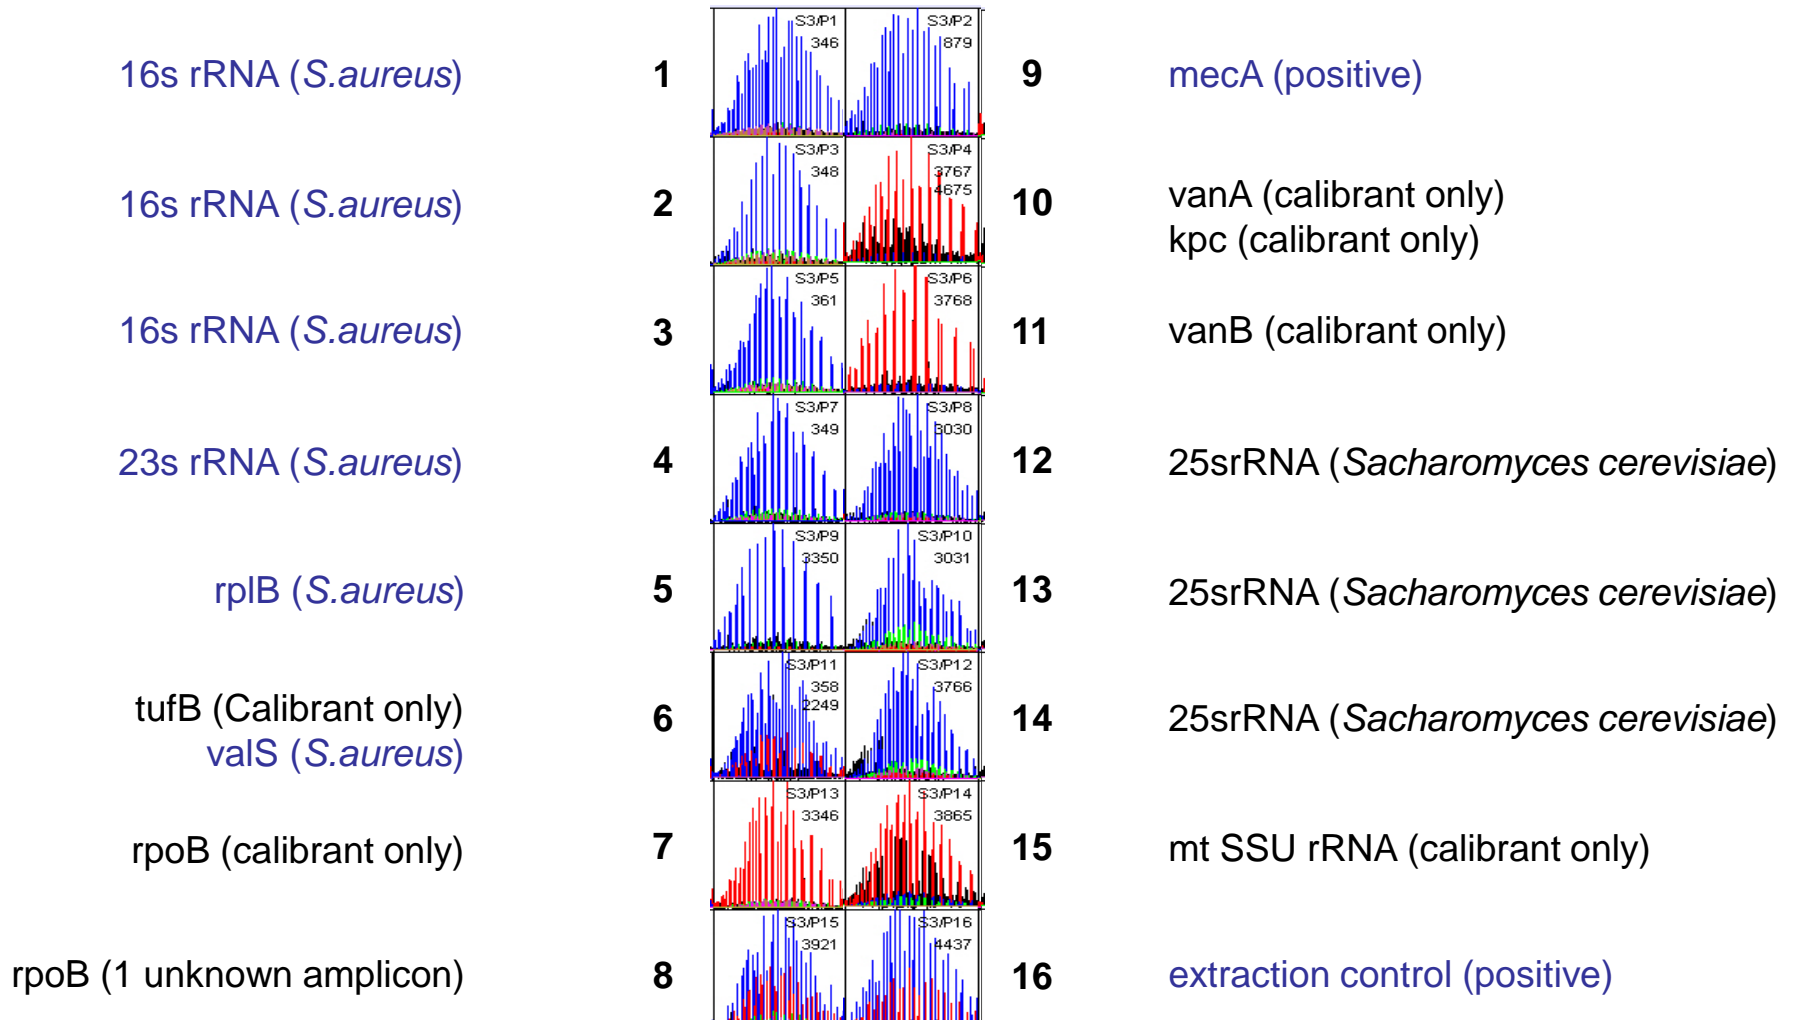 16s rRNA (S.aureus)
1
S3/P1
346
S3/P2
879
9
mecA (positive)
16s rRNA (S.aureus)
2
S3/P3
348
S3/P4
3767
4675
10
vanA (calibrant only)
kpc (calibrant only)
16s rRNA (S.aureus)
3
S3/P5
361
S3/P6
3768
11
vanB (calibrant only)
23s rRNA (S.aureus)
4
S3/P7
349
S3/P8
3030
12
25srRNA (Sacharomyces cerevisiae)
rplB (S.aureus)
5
S3/P9
3350
S3/P10
3031
13
25srRNA (Sacharomyces cerevisiae)
tufB (Calibrant only)
valS (S.aureus)
6
S3/P11
358
2249
S3/P12
3766
14
25srRNA (Sacharomyces cerevisiae)
rpoB (calibrant only)
7
S3/P13
3346
S3/P14
3865
15
mt SSU rRNA (calibrant only)
rpoB (1 unknown amplicon)
8
S3/P15
3921
S3/P16
4437
16
extraction control (positive)